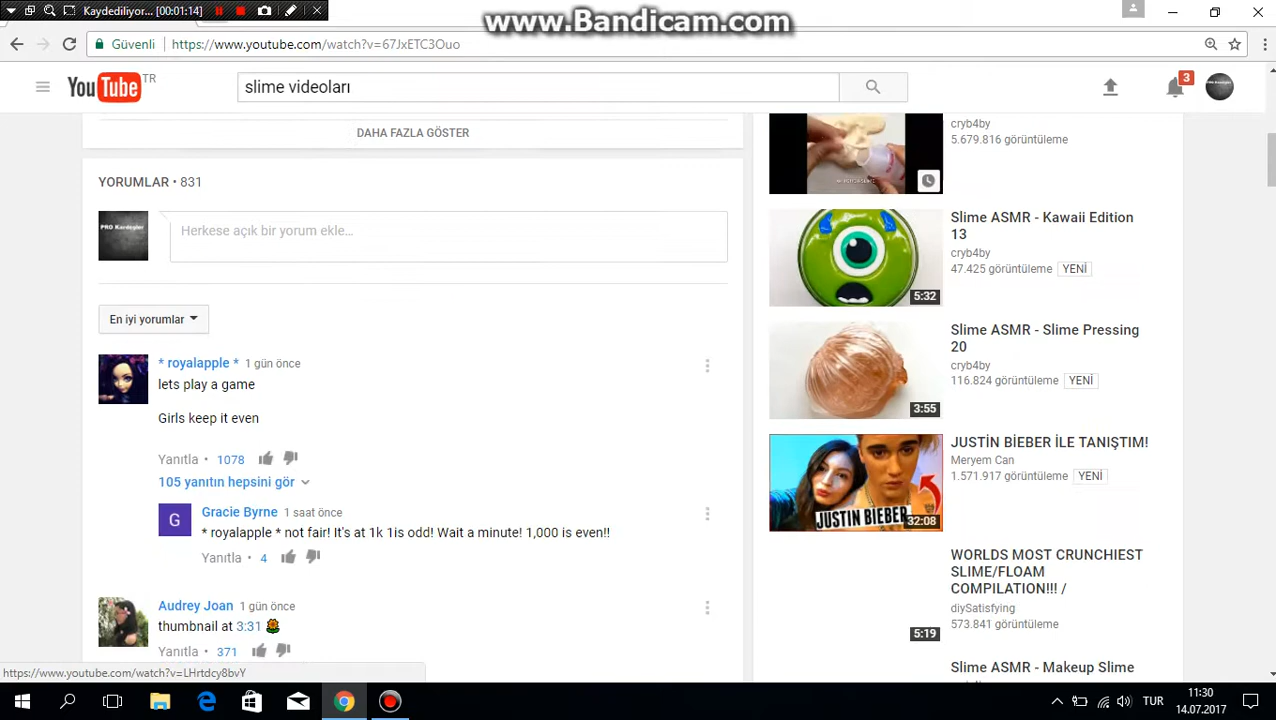 Kaydediliyor... [00:01:14]
www.Bandicam.com
Güvenli
https://www.youtube.com/watch?v=67JxETC3Ouo
YouTube TR
slime videoları
3
DAHA FAZLA GÖSTER
YORUMLAR • 831
PRO Kardeşler
Herkese açık bir yorum ekle...
En iyi yorumlar
* royalapple * 1 gün önce
lets play a game
Girls keep it even
Yanıtla • 1078
105 yanıtın hepsini gör
G
Gracie Byrne 1 saat önce
* royalapple * not fair! It's at 1k 1is odd! Wait a minute! 1,000 is even!!
Yanıtla • 4
Audrey Joan 1 gün önce
thumbnail at 3:31
Yanıtla • 371
cryb4by
5.679.816 görüntüleme
Slime ASMR - Kawaii Edition
13
cryb4by
47.425 görüntüleme YENİ
5:32
Slime ASMR - Slime Pressing
20
cryb4by
116.824 görüntüleme YENİ
3:55
JUSTİN BİEBER İLE TANIŞTIM!
Meryem Can
1.571.917 görüntüleme YENİ
JUSTIN BIEBER
32:08
WORLDS MOST CRUNCHIEST
SLIME/FLOAM
COMPILATION!!! /
diySatisfying
573.841 görüntüleme
5:19
Slime ASMR - Makeup Slime
https://www.youtube.com/watch?v=LHrtdcy8bvY
TUR
11:30
14.07.2017